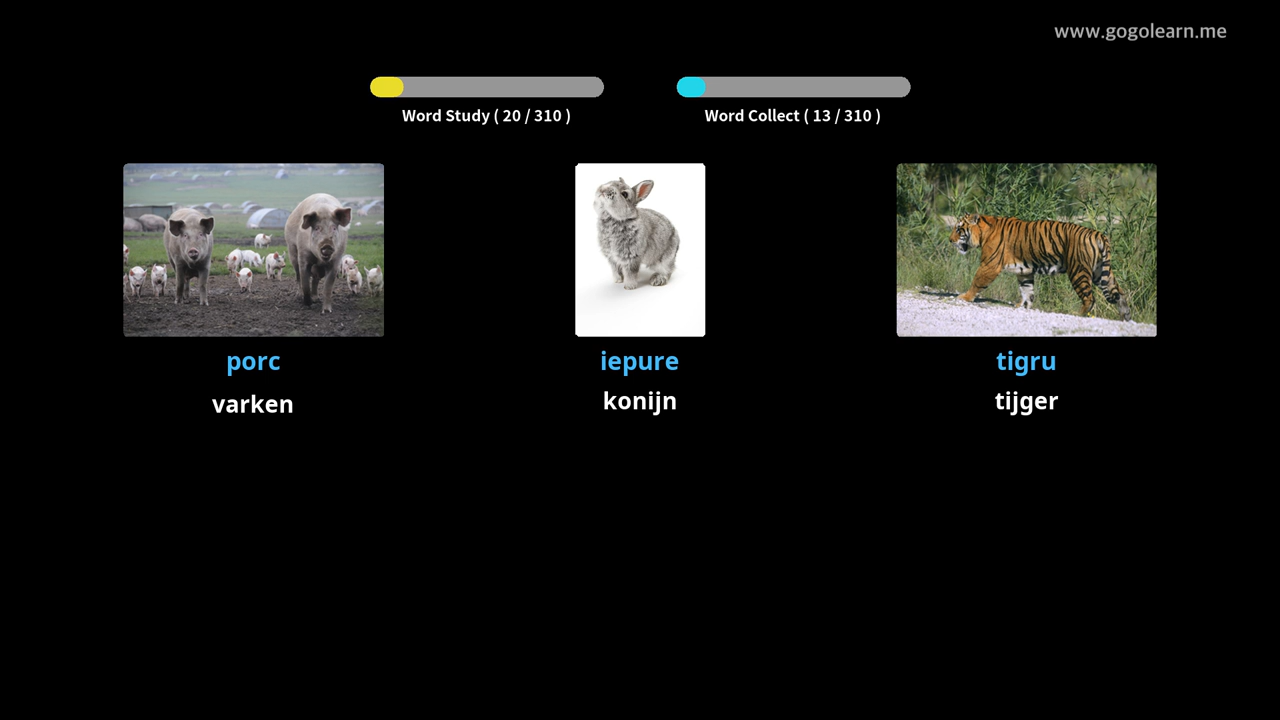 www.gogolearn.me
Word Study ( 20 / 310 )
Word Collect ( 13 / 310 )
porc
iepure
tigru
varken
konijn
tijger